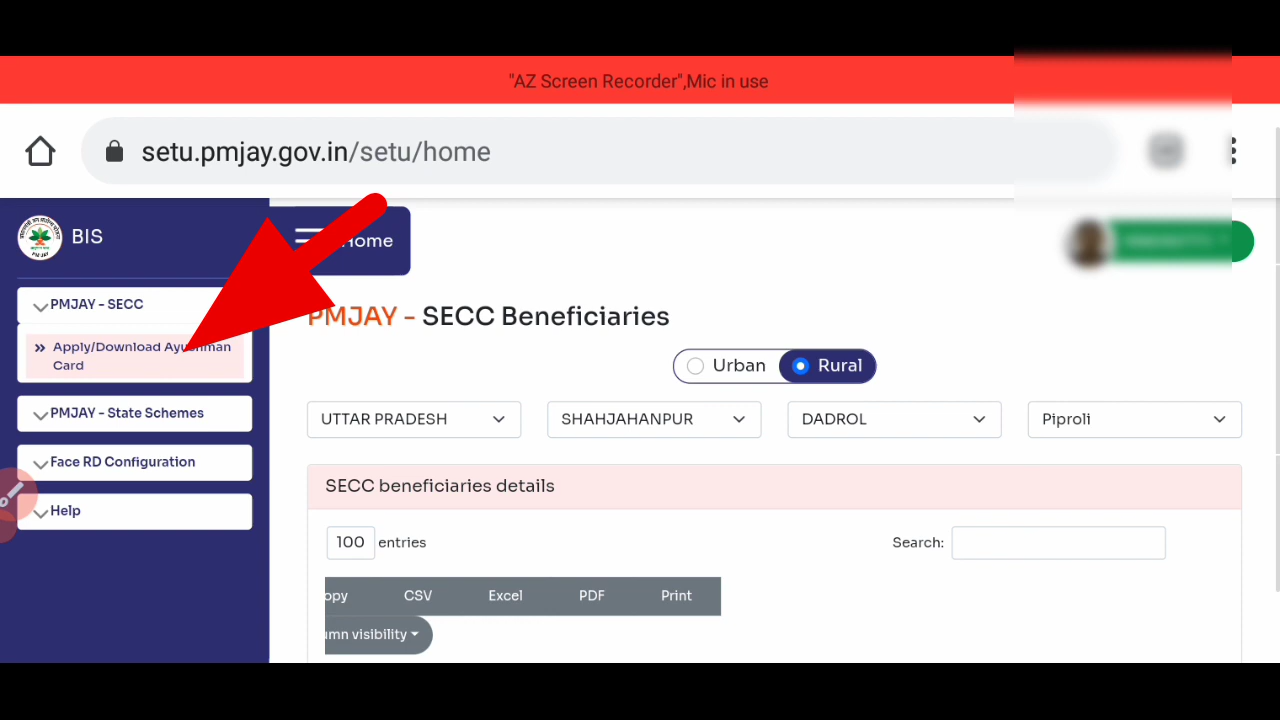 "AZ Screen Recorder",Mic in use
setu.pmjay.gov.in/setu/home
BIS
Home
PMJAY - SECC
Apply/Download Ayushman
Card
PMJAY - State Schemes
Face RD Configuration
Help
PMJAY - SECC Beneficiaries
Urban
Rural
UTTAR PRADESH
SHAHJAHANPUR
DADROL
Piproli
SECC beneficiaries details
100 entries
Search:
opy CSV Excel PDF Print
umn visibility